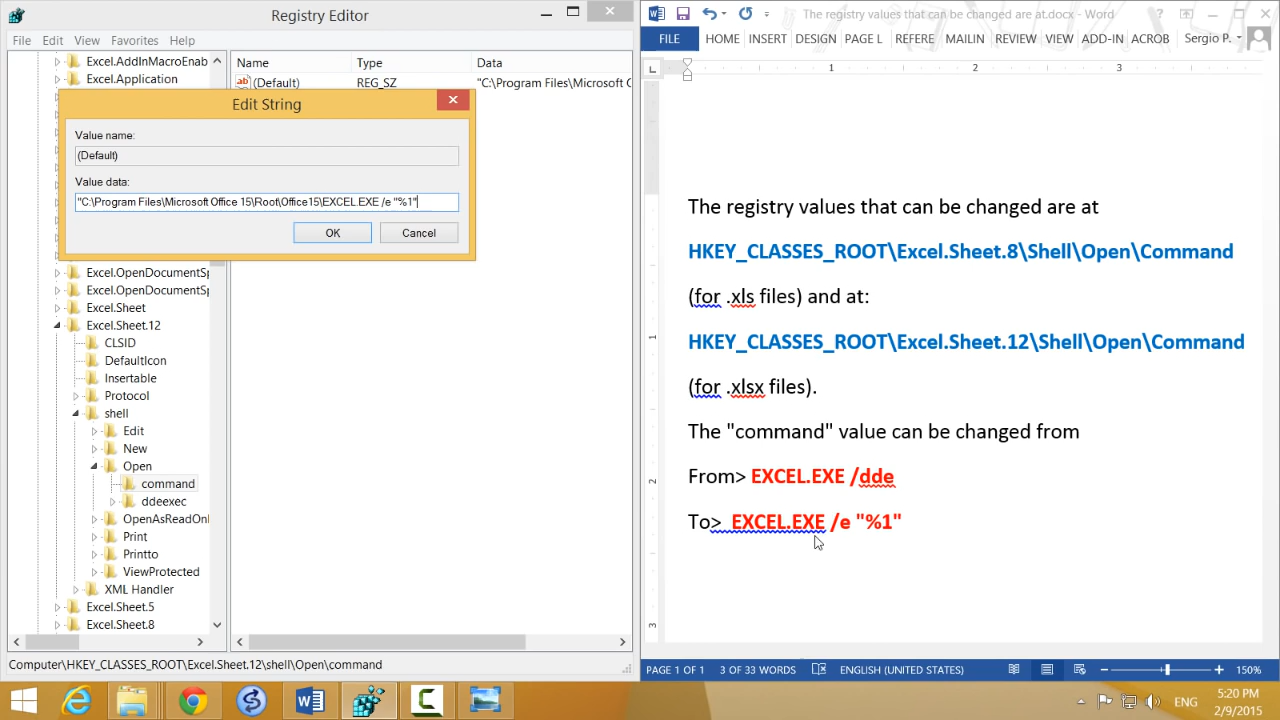 Registry Editor
File Edit View Favorites Help
Excel.AddInMacroEnab
Excel.Application
Name Type Data
(Default) REG_SZ "C:\Program Files\Microsoft C
Edit String
Value name:
(Default)
Value data:
"C:\Program Files\Microsoft Office 15\Root\Office15\EXCEL.EXE /e "%1"
OK Cancel
Excel.OpenDocumentSp
Excel.OpenDocumentSp
Excel.Sheet
Excel.Sheet.12
CLSID
DefaultIcon
Insertable
Protocol
shell
Edit
New
Open
command
ddeexec
OpenAsReadOnl
Print
Printto
ViewProtected
XML Handler
Excel.Sheet.5
Excel.Sheet.8
Computer\HKEY_CLASSES_ROOT\Excel.Sheet.12\shell\Open\command
The registry values that can be changed are at.docx - Word
FILE HOME INSERT DESIGN PAGE L REFERE MAILIN REVIEW VIEW ADD-IN ACROB Sergio P.
1 2 3
The registry values that can be changed are at
HKEY_CLASSES_ROOT\Excel.Sheet.8\Shell\Open\Command
(for .xls files) and at:
1
HKEY_CLASSES_ROOT\Excel.Sheet.12\Shell\Open\Command
(for .xlsx files).
The "command" value can be changed from
2
From> EXCEL.EXE /dde
To> EXCEL.EXE /e "%1"
3
PAGE 1 OF 1 3 OF 33 WORDS ENGLISH (UNITED STATES) 150%
ENG
5:20 PM
2/9/2015